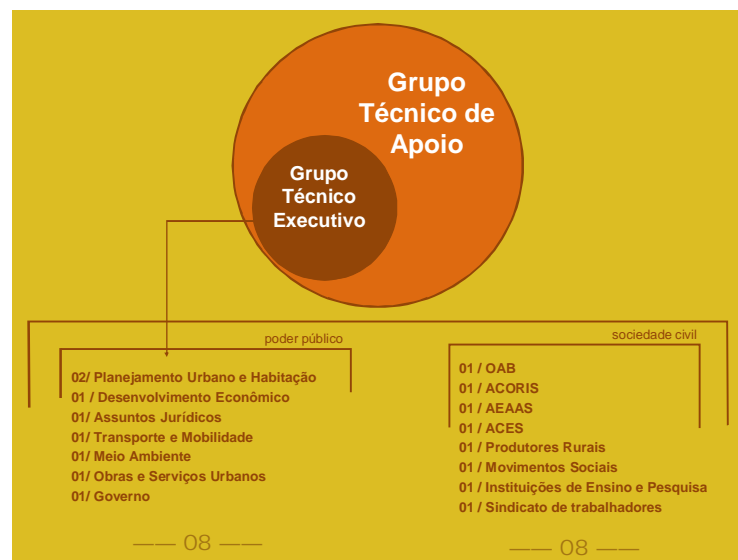 Grupo
Técnico de
Apoio
Grupo
Técnico
Executivo
poder público
02/ Planejamento Urbano e Habitação
01 / Desenvolvimento Econômico
01/ Assuntos Jurídicos
01/ Transporte e Mobilidade
01/ Meio Ambiente
01/ Obras e Serviços Urbanos
01/ Governo
—— 08 ——
sociedade civil
01 / OAB
01 / ACORIS
01 / AEAAS
01 / ACES
01 / Produtores Rurais
01 / Movimentos Sociais
01 / Instituições de Ensino e Pesquisa
01 / Sindicato de trabalhadores
—— 08 ——